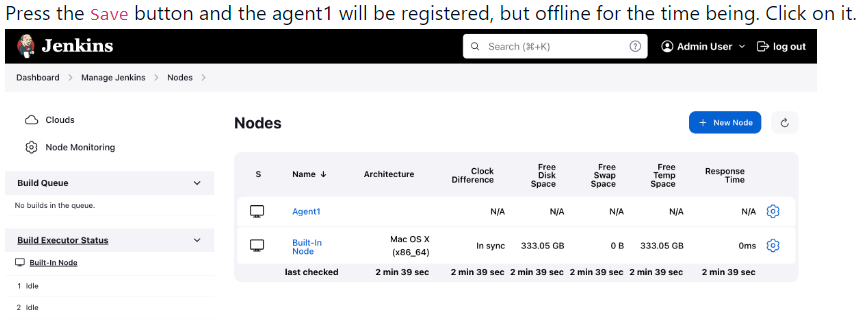 Press the Save button and the agent1 will be registered, but offline for the time being. Click on it.
Jenkins
Search (⌘+K)
Admin User
log out
Dashboard > Manage Jenkins > Nodes >
Clouds
Node Monitoring
Build Queue
No builds in the queue.
Build Executor Status
Built-In Node
1 Idle
2 Idle
Nodes
+ New Node
S Name ↓ Architecture Clock Difference Free Disk Space Free Swap Space Free Temp Space Response Time
Agent1 N/A N/A N/A N/A N/A
Built-In Node Mac OS X (x86_64) In sync 333.05 GB 0 B 333.05 GB 0ms
last checked 2 min 39 sec 2 min 39 sec 2 min 39 sec 2 min 39 sec 2 min 39 sec 2 min 39 sec